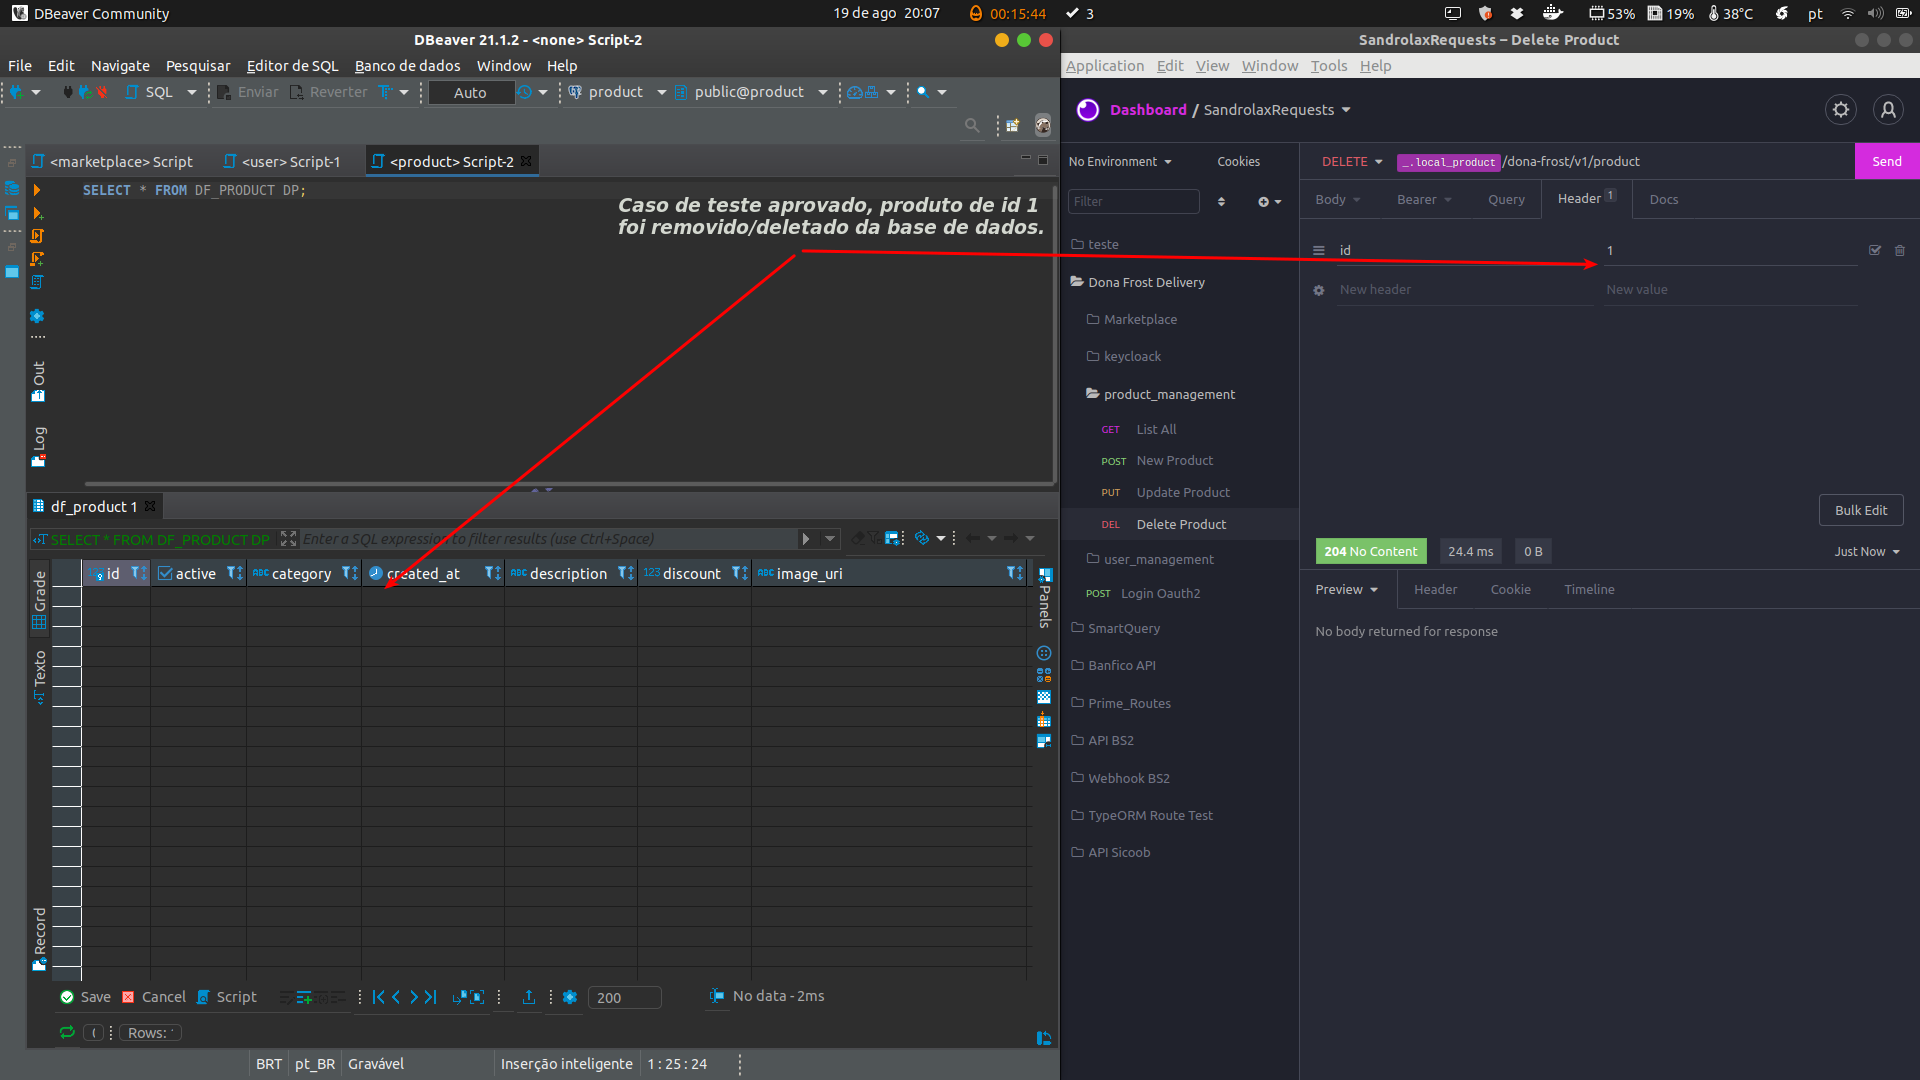 DBeaver Community
19 de ago 20:07
00:15:44
3
53%
19%
38°C
pt
DBeaver 21.1.2 - <none> Script-2
File Edit Navigate Pesquisar Editor de SQL Banco de dados Window Help
SQL
Enviar
Reverter
Auto
product
public@product
<marketplace> Script
<user> Script-1
<product> Script-2
SELECT * FROM DF_PRODUCT DP;
Caso de teste aprovado, produto de id 1
foi removido/deletado da base de dados.
Out
Log
df_product 1
SELECT * FROM DF_PRODUCT DP
Enter a SQL expression to filter results (use Ctrl+Space)
id
active
category
created_at
description
discount
image_uri
Grade
Texto
Record
Panels
Save
Cancel
Script
200
No data - 2ms
Rows:
BRT
pt_BR
Gravável
Inserção inteligente
1 : 25 : 24
SandrolaxRequests – Delete Product
Application Edit View Window Tools Help
Dashboard / SandrolaxRequests
No Environment
Cookies
Filter
teste
Dona Frost Delivery
Marketplace
keycloack
product_management
GET List All
POST New Product
PUT Update Product
DEL Delete Product
user_management
POST Login Oauth2
SmartQuery
Banfico API
Prime_Routes
API BS2
Webhook BS2
TypeORM Route Test
API Sicoob
DELETE
_.local_product /dona-frost/v1/product
Send
Body
Bearer
Query
Header 1
Docs
id
1
New header
New value
Bulk Edit
204 No Content
24.4 ms
0 B
Just Now
Preview
Header
Cookie
Timeline
No body returned for response